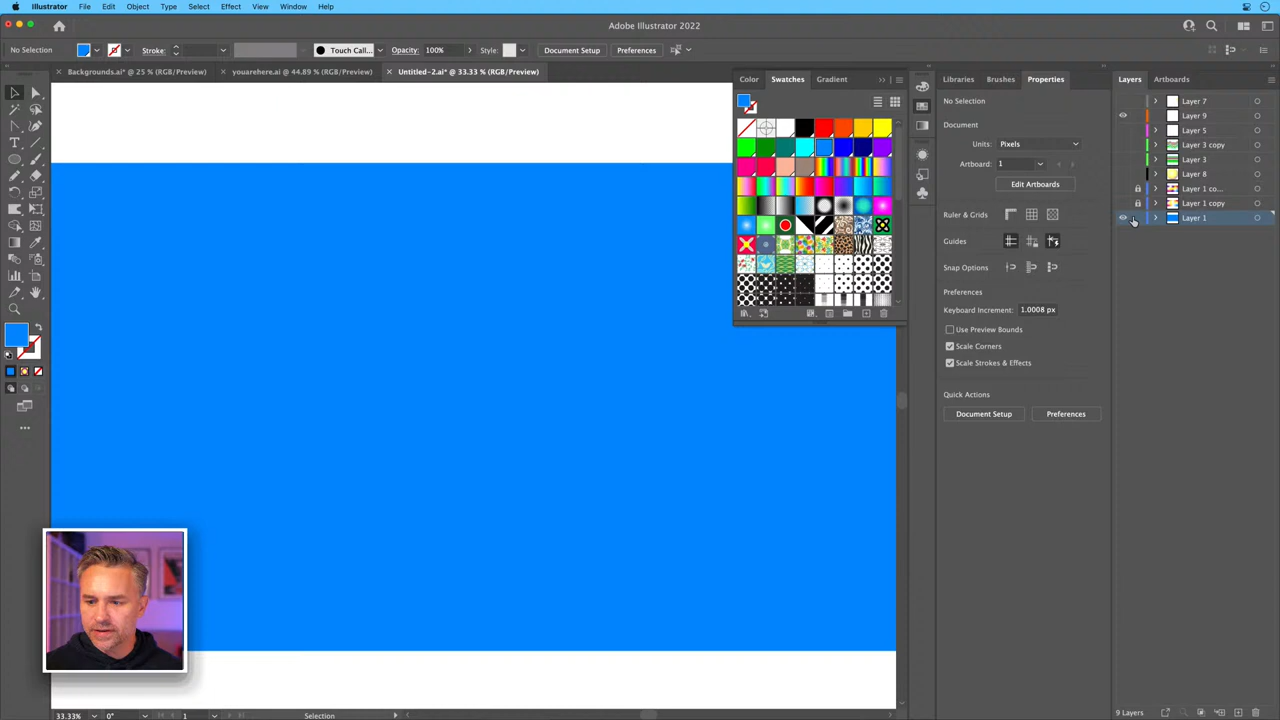 Illustrator File Edit Object Type Select Effect View Window Help
Adobe Illustrator 2022
No Selection Stroke: Touch Call... Opacity: 100% Style: Document Setup Preferences
Backgrounds.ai* @ 25 % (RGB/Preview) youarehere.ai @ 44.89 % (RGB/Preview) Untitled-2.ai* @ 33.33 % (RGB/Preview)
Color Swatches Gradient
Libraries Brushes Properties
Layers Artboards
No Selection
Document
Units: Pixels
Artboard: 1
Edit Artboards
Ruler & Grids
Guides
Snap Options
Preferences
Keyboard Increment: 1.0008 px
Use Preview Bounds
Scale Corners
Scale Strokes & Effects
Quick Actions
Document Setup Preferences
Layer 7
Layer 9
Layer 5
Layer 3 copy
Layer 3
Layer 8
Layer 1 co...
Layer 1 copy
Layer 1
33.33% 0° 1 Selection
9 Layers